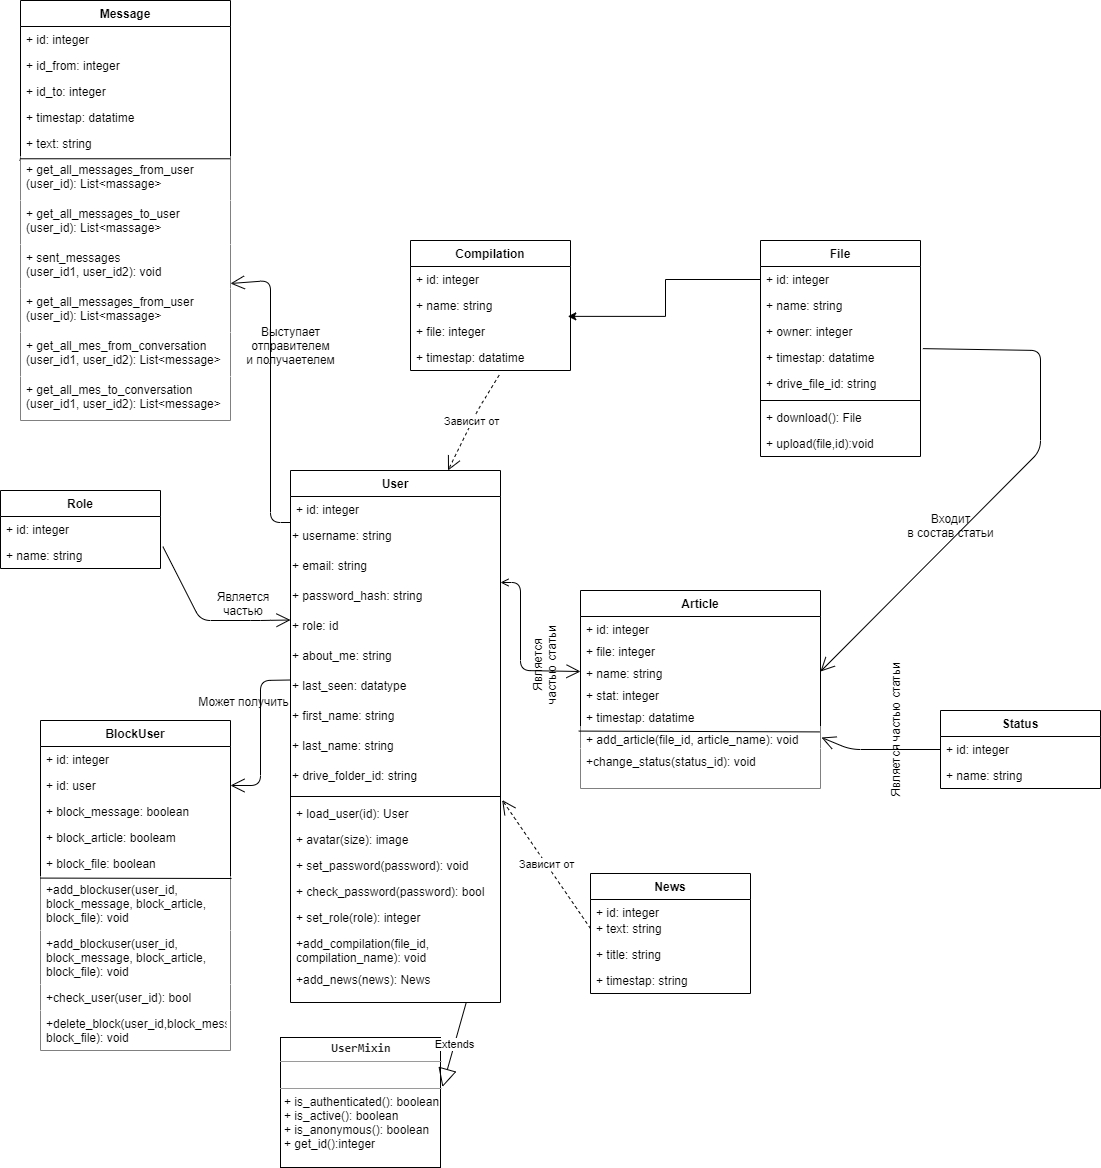 Message
+ id: integer
+ id_from: integer
+ id_to: integer
+ timestap: datatime
+ text: string
+ get_all_messages_from_user
(user_id): List<massage>
+ get_all_messages_to_user
(user_id): List<massage>
+ sent_messages
(user_id1, user_id2): void
+ get_all_messages_from_user
(user_id): List<massage>
+ get_all_mes_from_conversation
(user_id1, user_id2): List<message>
+ get_all_mes_to_conversation
(user_id1, user_id2): List<message>
Выступает
отправителем
и получаетелем
Compilation
+ id: integer
+ name: string
+ file: integer
+ timestap: datatime
File
+ id: integer
+ name: string
+ owner: integer
+ timestap: datatime
+ drive_file_id: string
+ download(): File
+ upload(file,id):void
Зависит от
Role
+ id: integer
+ name: string
Является
частью
User
+ id: integer
+ username: string
+ email: string
+ password_hash: string
+ role: id
+ about_me: string
+ last_seen: datatype
+ first_name: string
+ last_name: string
+ drive_folder_id: string
+ load_user(id): User
+ avatar(size): image
+ set_password(password): void
+ check_password(password): bool
+ set_role(role): integer
+add_compilation(file_id,
compilation_name): void
+add_news(news): News
Входит
в состав статьи
Является
частью статьи
Article
+ id: integer
+ file: integer
+ name: string
+ stat: integer
+ timestap: datatime
+ add_article(file_id, article_name): void
+change_status(status_id): void
Является частью статьи
Status
+ id: integer
+ name: string
Может получить
BlockUser
+ id: integer
+ id: user
+ block_message: boolean
+ block_article: booleam
+ block_file: boolean
+add_blockuser(user_id,
block_message, block_article,
block_file): void
+add_blockuser(user_id,
block_message, block_article,
block_file): void
+check_user(user_id): bool
+delete_block(user_id,block_mes
block_file): void
Зависит от
News
+ id: integer
+ text: string
+ title: string
+ timestap: string
Extends
UserMixin
+ is_authenticated(): boolean
+ is_active(): boolean
+ is_anonymous(): boolean
+ get_id():integer